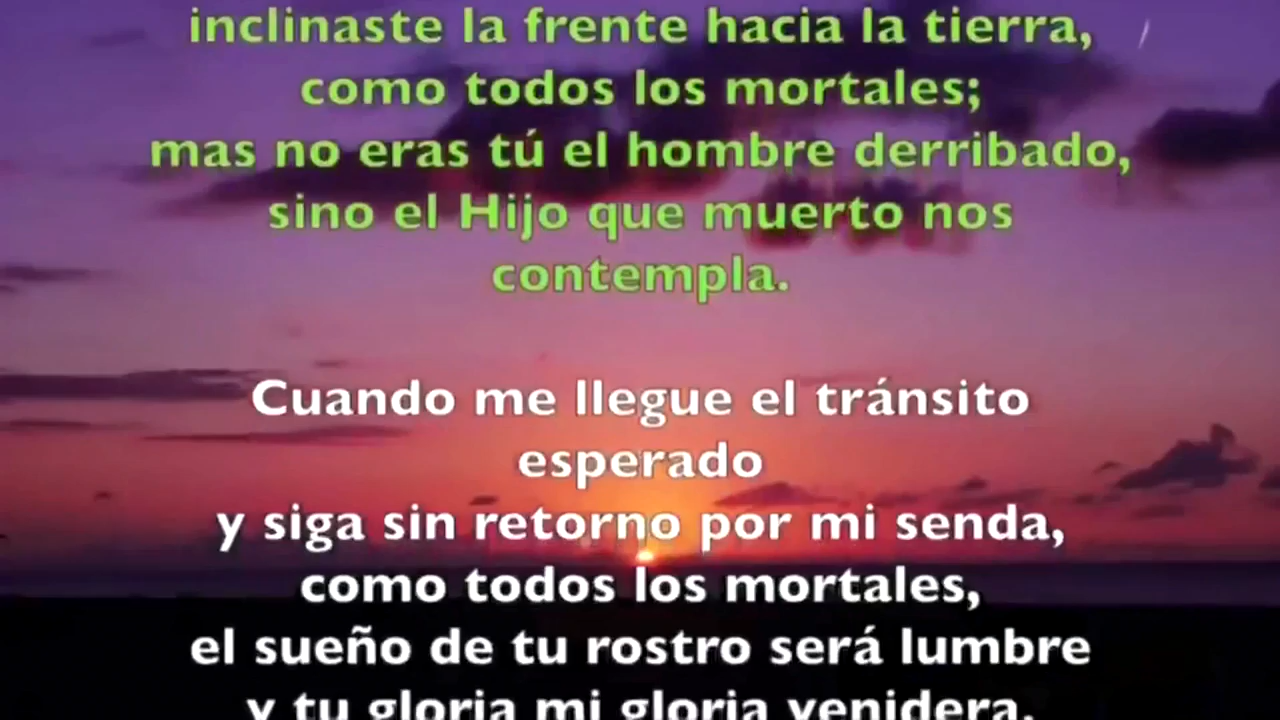 inclinaste la frente hacia la tierra,
como todos los mortales;
mas no eras tú el hombre derribado,
sino el Hijo que muerto nos
contempla.
Cuando me llegue el tránsito
esperado
y siga sin retorno por mi senda,
como todos los mortales,
el sueño de tu rostro será lumbre
y tu gloria mi gloria venidera.